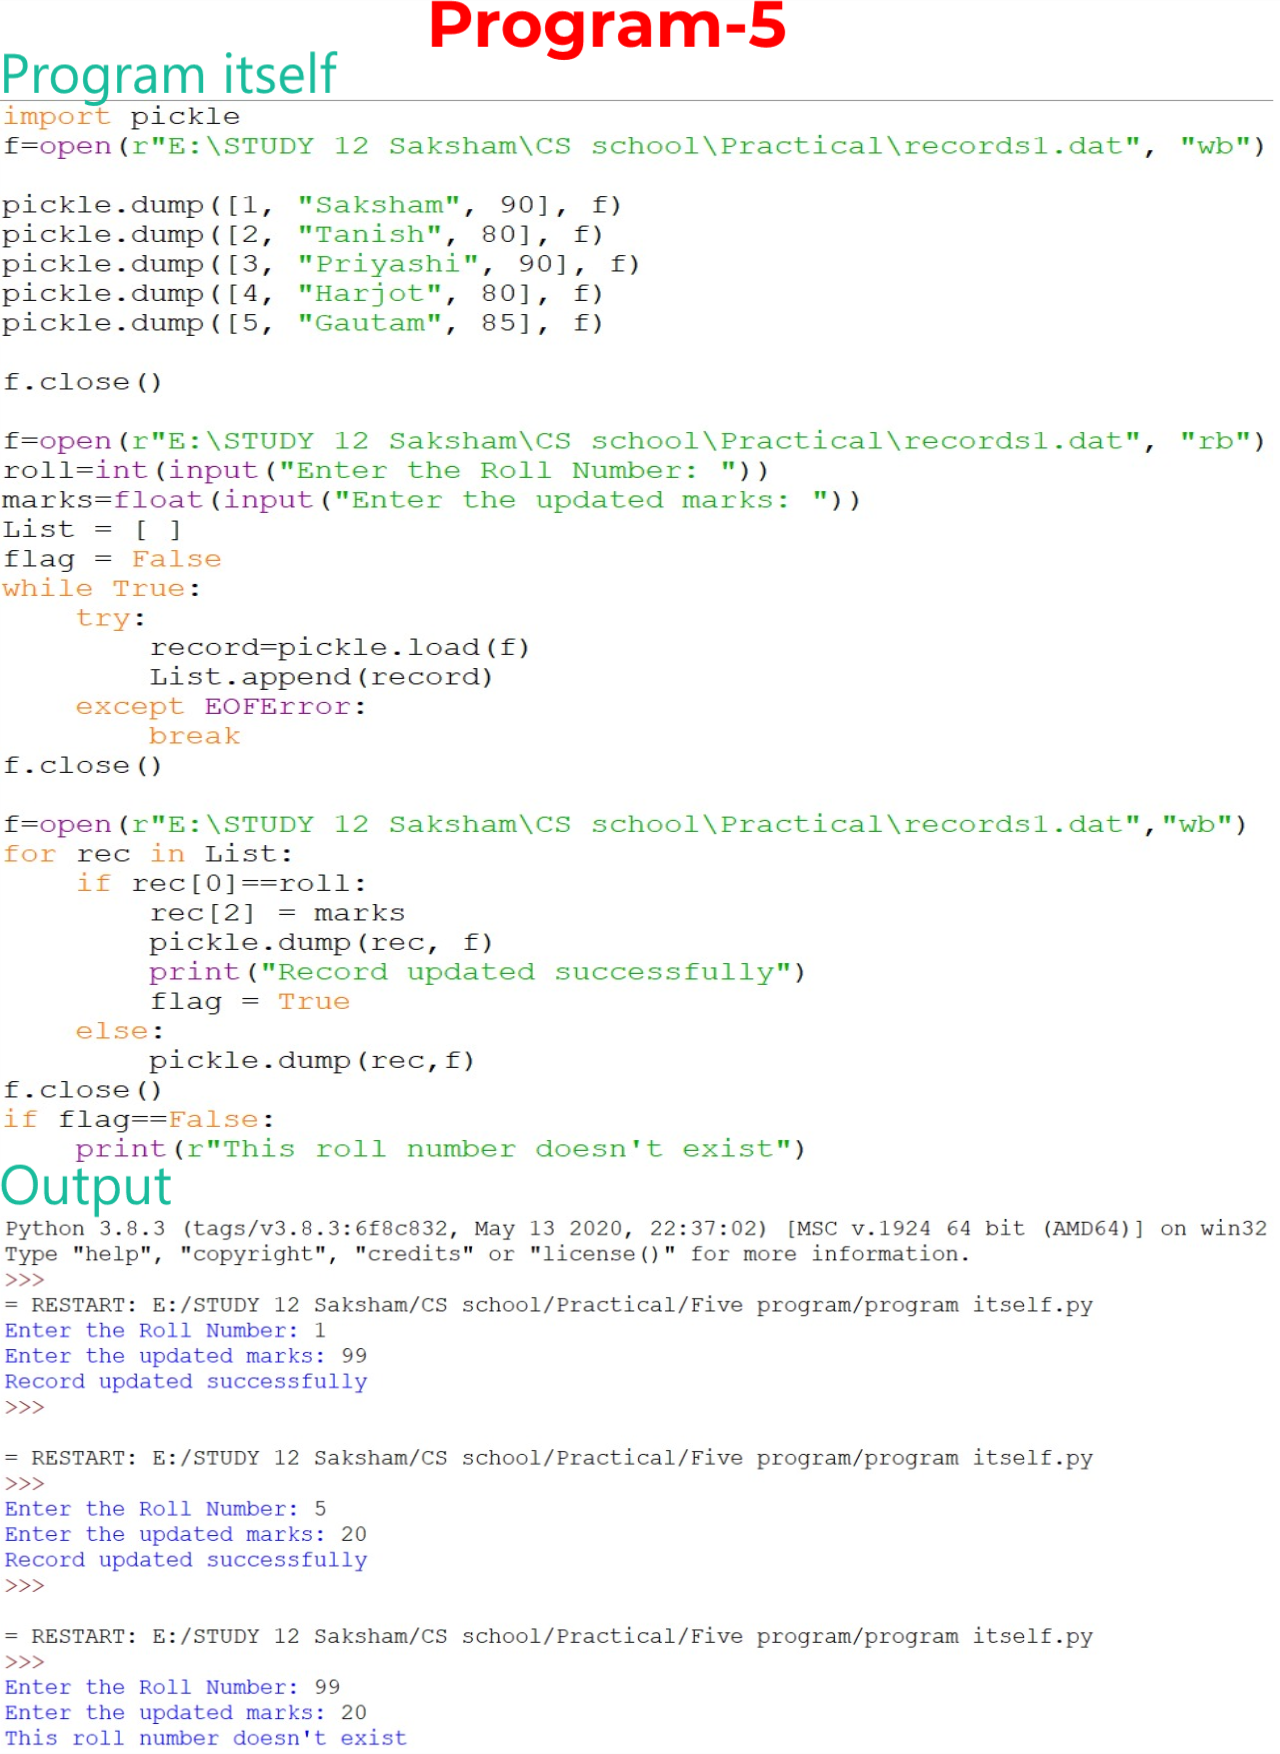 Program-5
Program itself
import pickle
f=open(r"E:\STUDY 12 Saksham\CS school\Practical\records1.dat", "wb")

pickle.dump([1, "Saksham", 90], f)
pickle.dump([2, "Tanish", 80], f)
pickle.dump([3, "Priyashi", 90], f)
pickle.dump([4, "Harjot", 80], f)
pickle.dump([5, "Gautam", 85], f)

f.close()

f=open(r"E:\STUDY 12 Saksham\CS school\Practical\records1.dat", "rb")
roll=int(input("Enter the Roll Number: "))
marks=float(input("Enter the updated marks: "))
List = [ ]
flag = False
while True:
    try:
        record=pickle.load(f)
        List.append(record)
    except EOFError:
        break
f.close()

f=open(r"E:\STUDY 12 Saksham\CS school\Practical\records1.dat","wb")
for rec in List:
    if rec[0]==roll:
        rec[2] = marks
        pickle.dump(rec, f)
        print("Record updated successfully")
        flag = True
    else:
        pickle.dump(rec,f)
f.close()
if flag==False:
    print(r"This roll number doesn't exist")
Output
Python 3.8.3 (tags/v3.8.3:6f8c832, May 13 2020, 22:37:02) [MSC v.1924 64 bit (AMD64)] on win32
Type "help", "copyright", "credits" or "license()" for more information.
>>>
= RESTART: E:/STUDY 12 Saksham/CS school/Practical/Five program/program itself.py
Enter the Roll Number: 1
Enter the updated marks: 99
Record updated successfully
>>>

= RESTART: E:/STUDY 12 Saksham/CS school/Practical/Five program/program itself.py
>>>
Enter the Roll Number: 5
Enter the updated marks: 20
Record updated successfully
>>>

= RESTART: E:/STUDY 12 Saksham/CS school/Practical/Five program/program itself.py
>>>
Enter the Roll Number: 99
Enter the updated marks: 20
This roll number doesn't exist